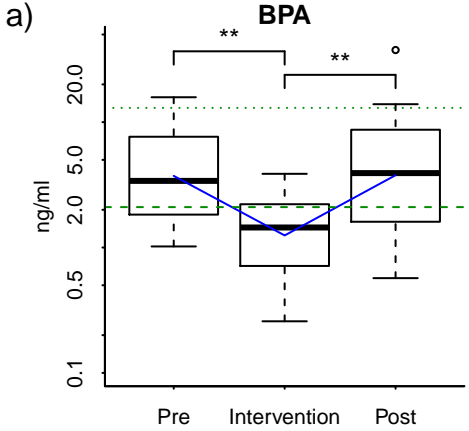 a)
BPA
**
**
20.0
5.0
2.0
0.5
0.1
ng/ml
Pre Intervention Post